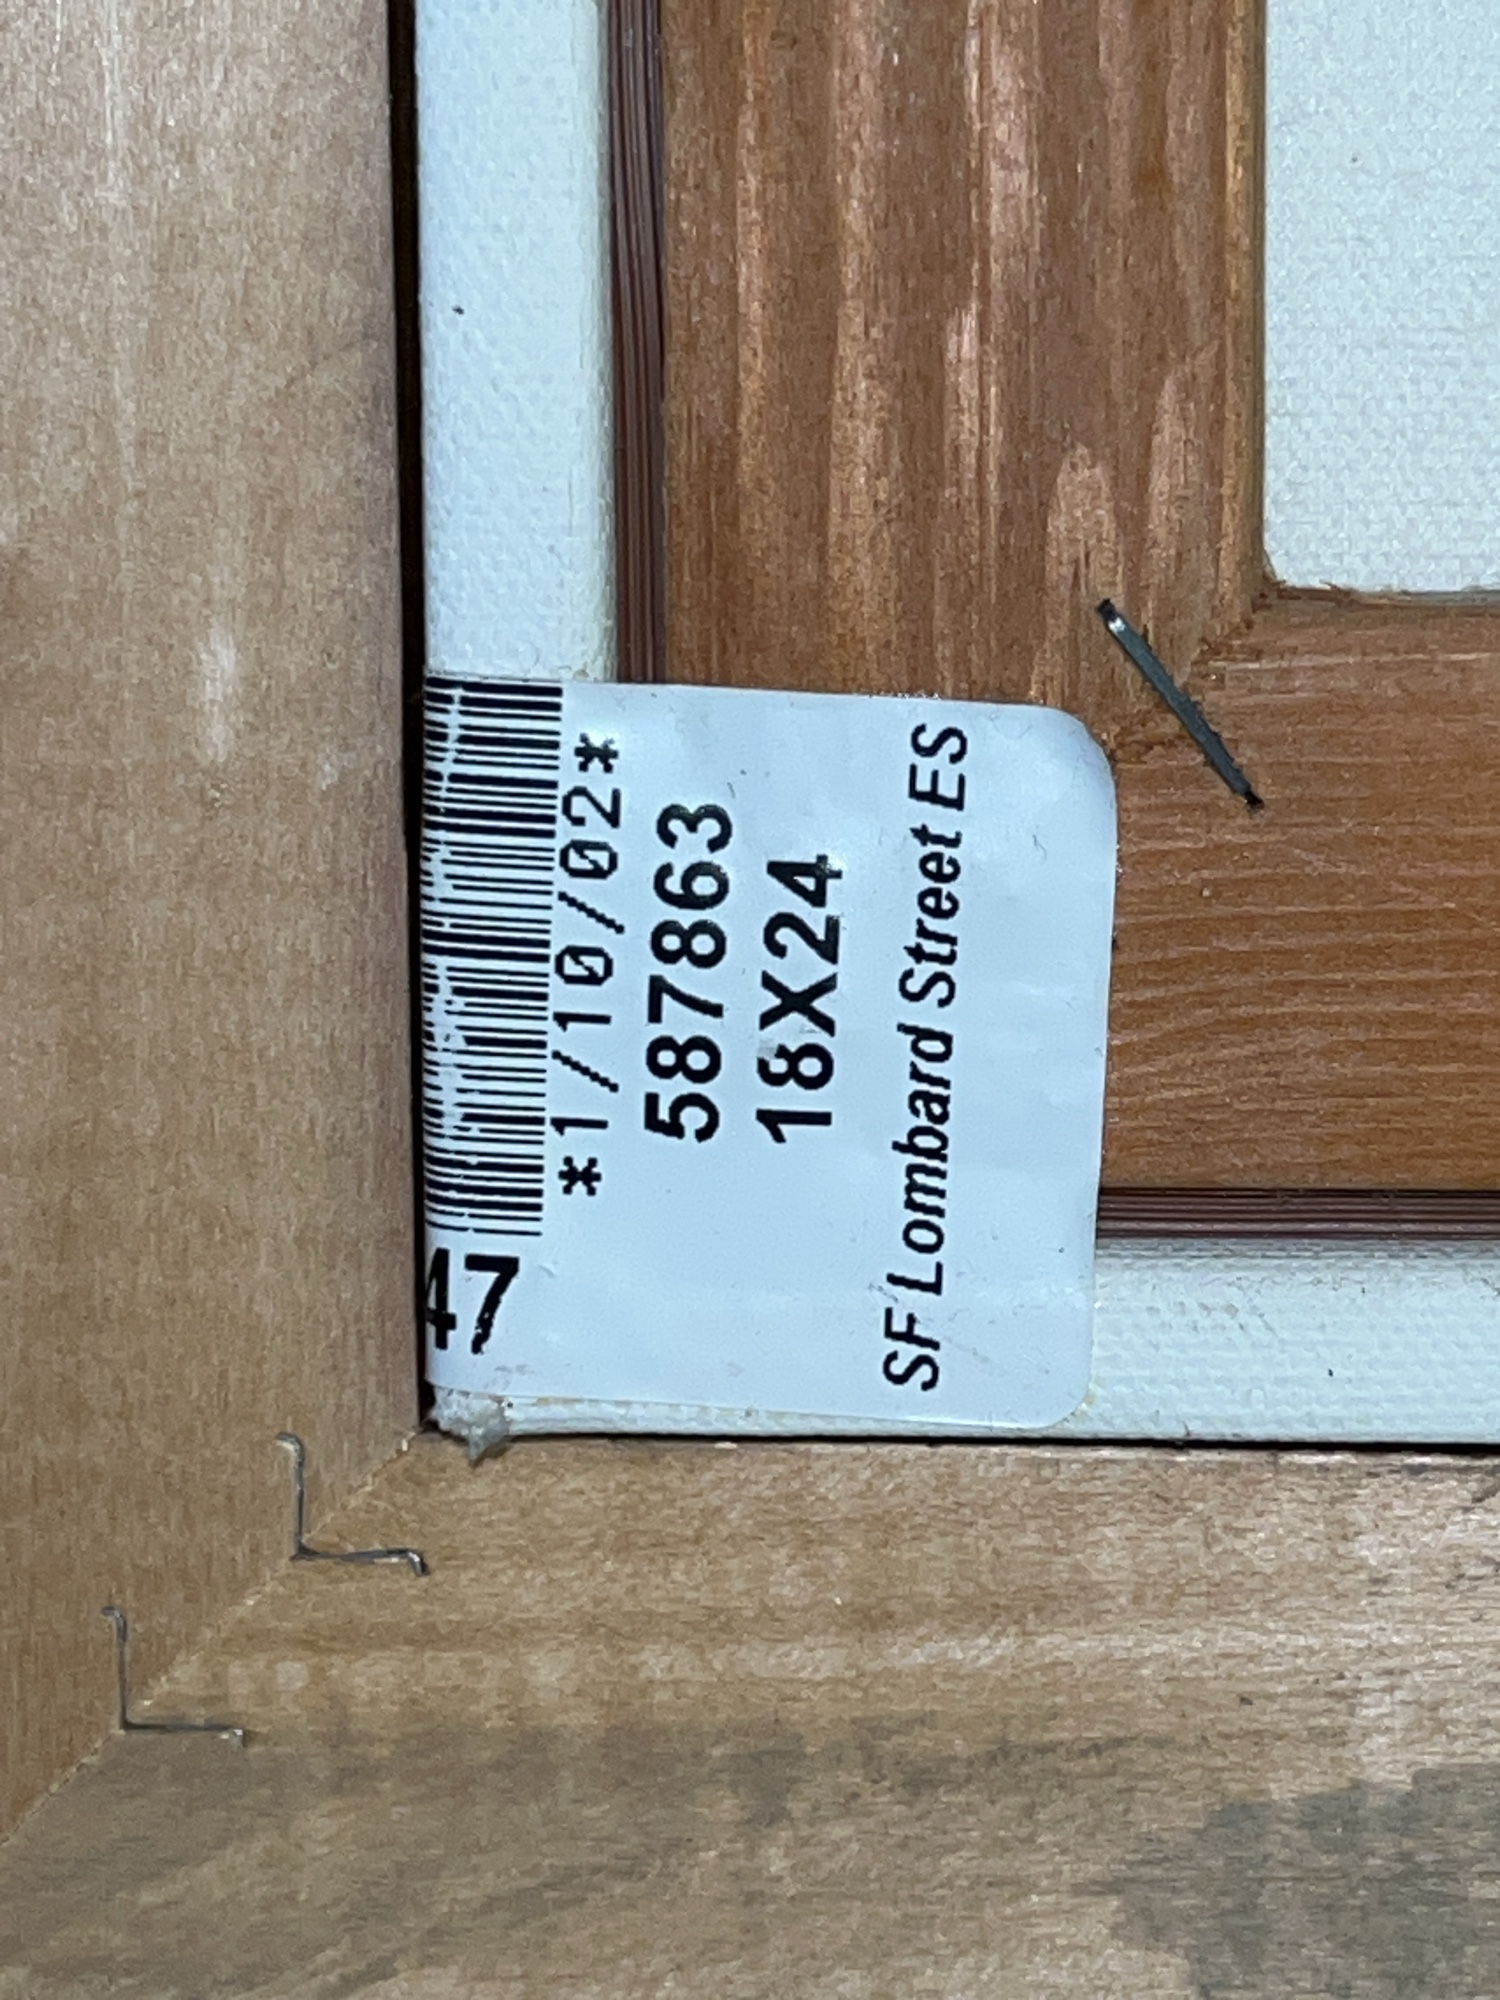 47
*1/10/02*
587863
18X24
SF Lombard Street ES